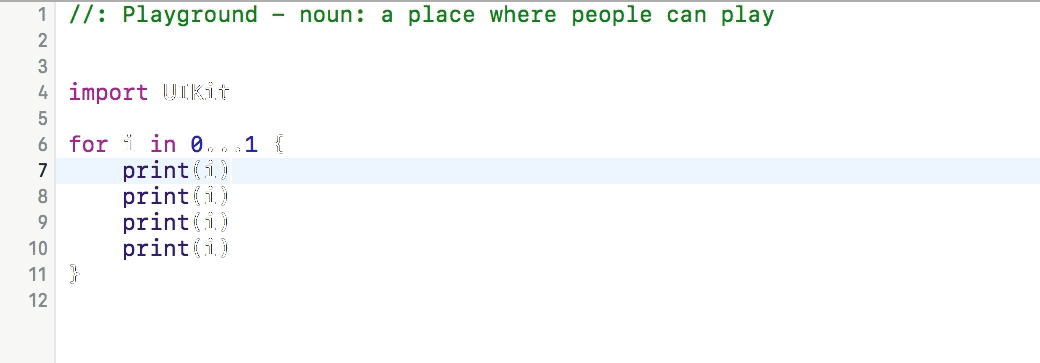 1 //: Playground – noun: a place where people can play
2
3
4 import UIKit
5
6 for i in 0...1 {
7     print(i)
8     print(i)
9     print(i)
10     print(i)
11 }
12